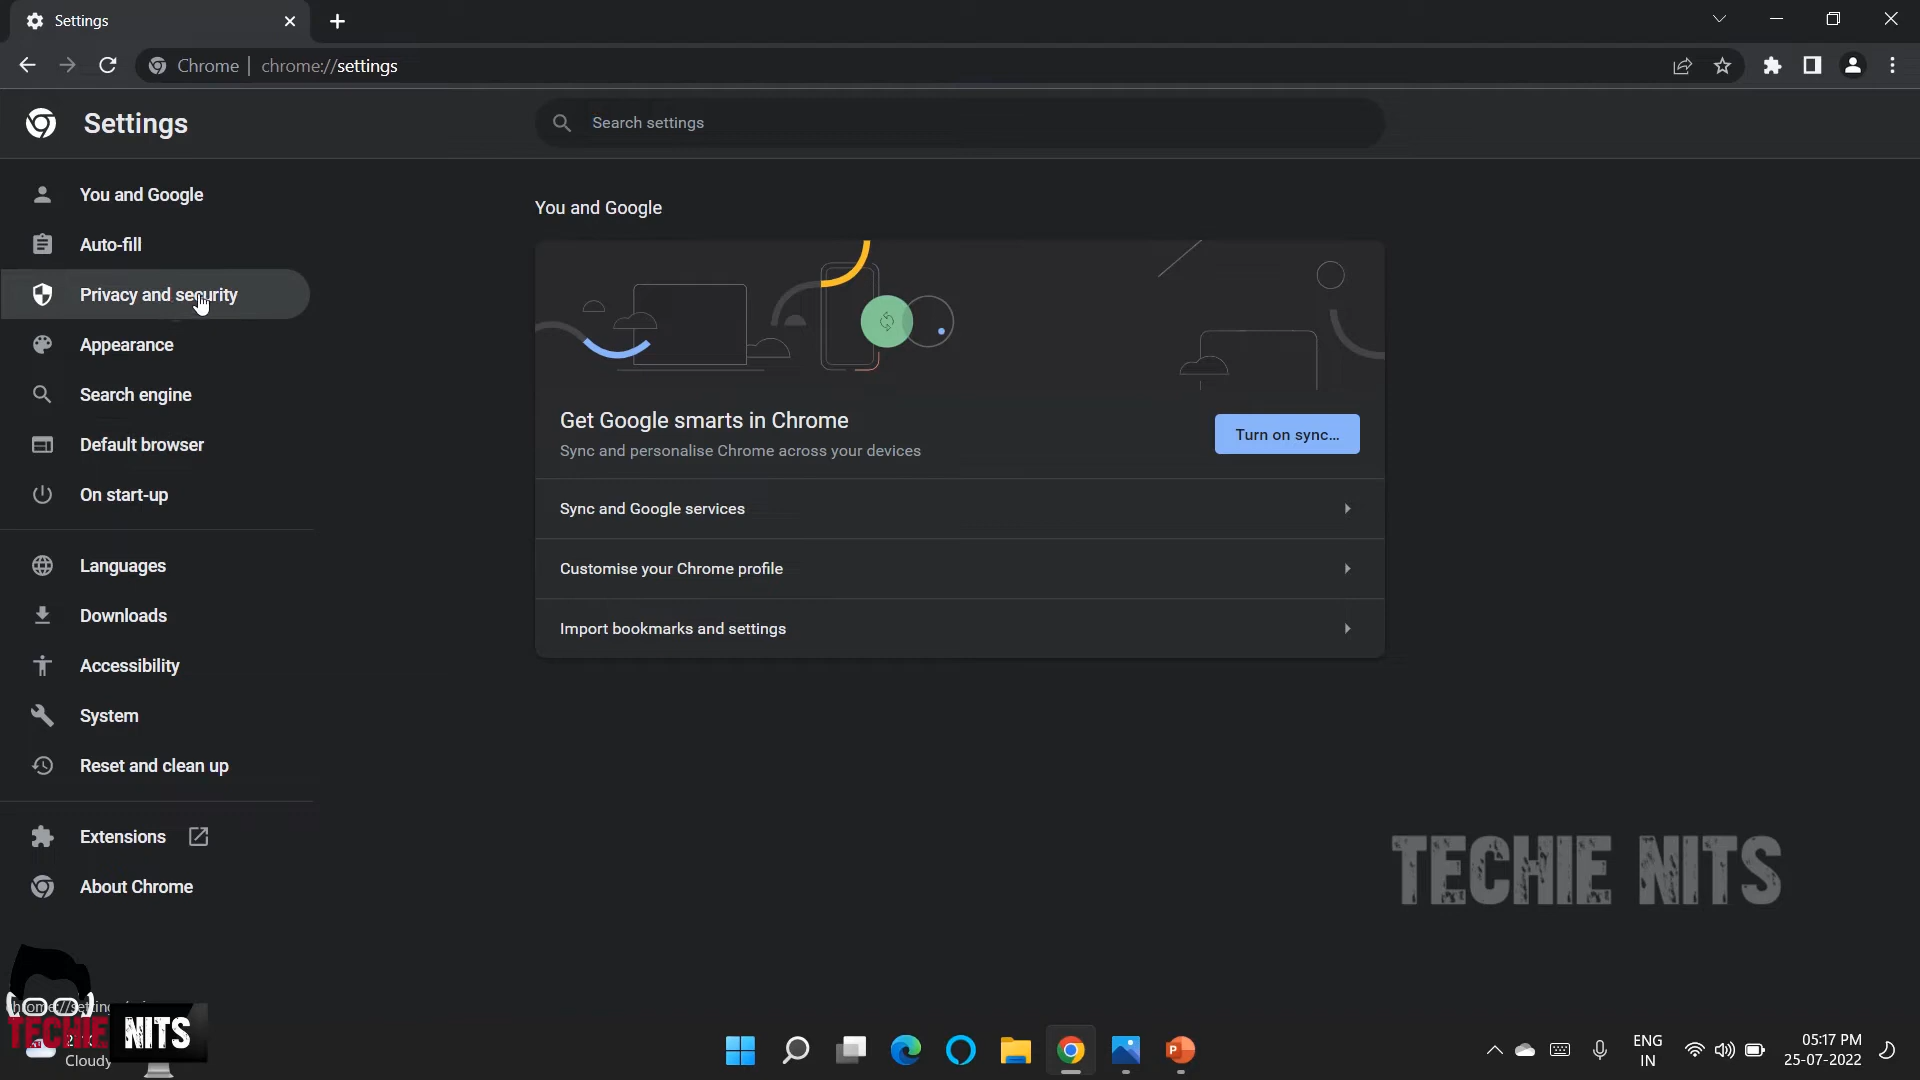 Settings
Chrome | chrome://settings
Settings
Search settings
You and Google
Auto-fill
Privacy and security
Appearance
Search engine
Default browser
On start-up
Languages
Downloads
Accessibility
System
Reset and clean up
Extensions
About Chrome
You and Google
Get Google smarts in Chrome
Sync and personalise Chrome across your devices
Turn on sync...
Sync and Google services
Customise your Chrome profile
Import bookmarks and settings
TECHIE NITS
TECHIE NITS
Cloudy
ENG
IN
05:17 PM
25-07-2022